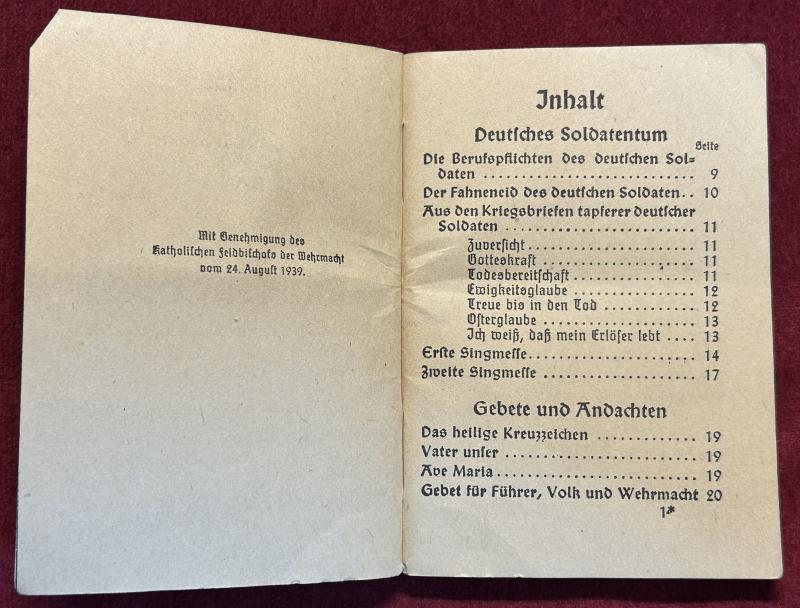 Mit Genehmigung des
Katholischen Feldbischofs der Wehrmacht
vom 24. August 1939.
Inhalt
Deutsches Soldatentum
Seite
Die Berufspflichten des deutschen Sol-
daten ............................ 9
Der Fahneneid des deutschen Soldaten.. 10
Aus den Kriegsbriefen tapferer deutscher
Soldaten .......................... 11
Zuversicht ...................... 11
Gotteskraft ..................... 11
Todesbereitschaft ................ 11
Ewigkeitsglaube ................. 12
Treue bis in den Tod ............. 12
Osterglaube ..................... 13
Ich weiß, daß mein Erlöser lebt .... 13
Erste Singmesse..................... 14
Zweite Singmesse ................... 17
Gebete und Andachten
Das heilige Kreuzzeichen ............. 19
Vater unser ......................... 19
Ave Maria.......................... 19
Gebet für Führer, Volk und Wehrmacht 20
1*